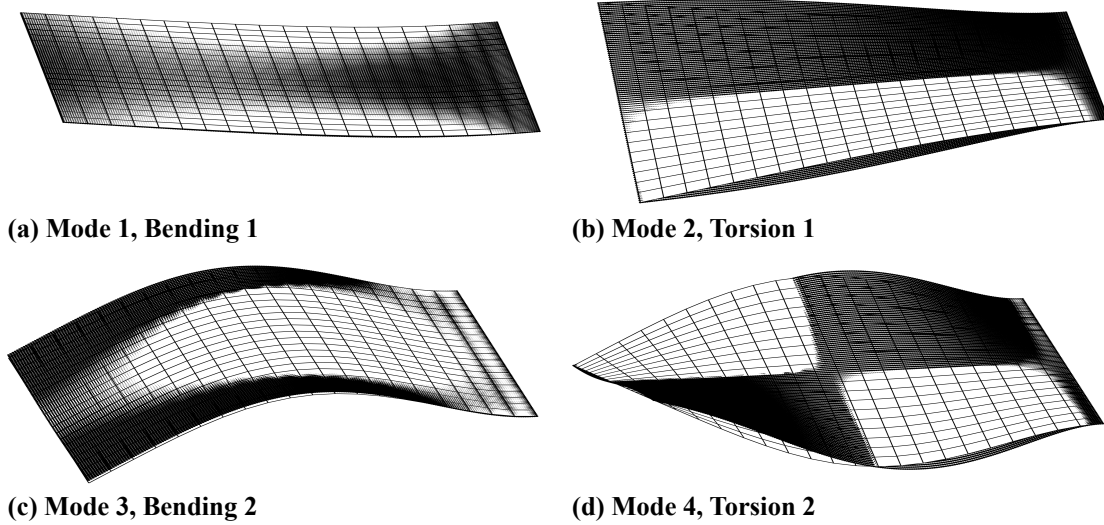 (a) Mode 1, Bending 1
(b) Mode 2, Torsion 1
(c) Mode 3, Bending 2
(d) Mode 4, Torsion 2